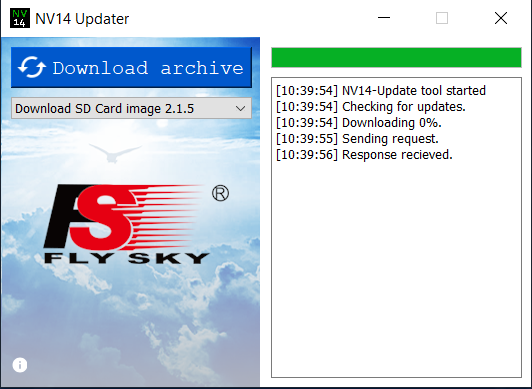 NV14 Updater
Download archive
Download SD Card image 2.1.5
FS ®
FLY SKY
[10:39:54] NV14-Update tool started
[10:39:54] Checking for updates.
[10:39:54] Downloading 0%.
[10:39:55] Sending request.
[10:39:56] Response recieved.